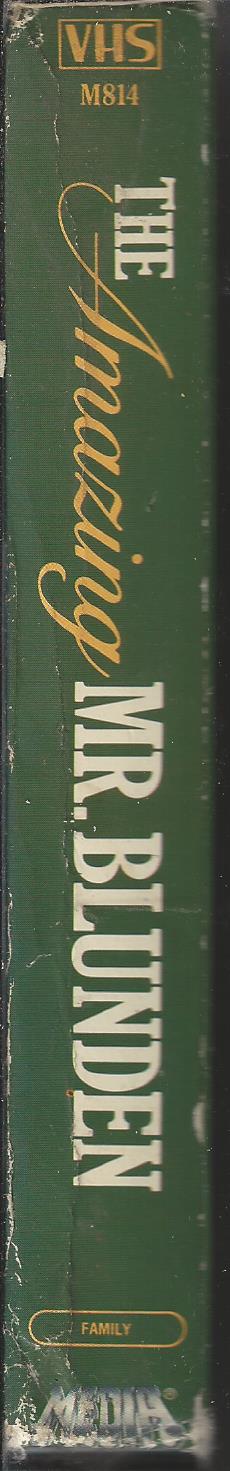 VHS
M814
THE
Amazing
MR. BLUNDEN
FAMILY
MEDIA®